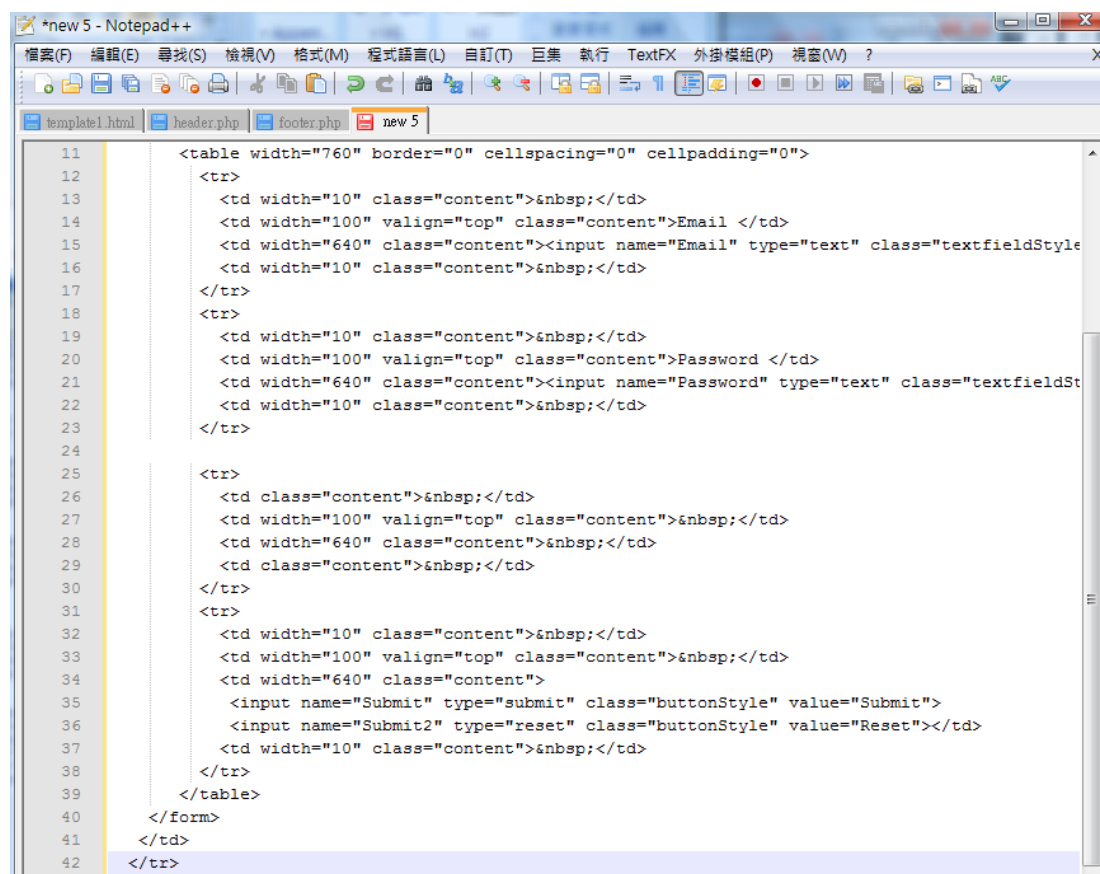 *new 5 - Notepad++
檔案(F) 編輯(E) 尋找(S) 檢視(V) 格式(M) 程式語言(L) 自訂(T) 巨集 執行 TextFX 外掛模組(P) 視窗(W) ? X
template1.html header.php footer.php new 5
11 <table width="760" border="0" cellspacing="0" cellpadding="0">
12 <tr>
13 <td width="10" class="content">&nbsp;</td>
14 <td width="100" valign="top" class="content">Email </td>
15 <td width="640" class="content"><input name="Email" type="text" class="textfieldStyle
16 <td width="10" class="content">&nbsp;</td>
17 </tr>
18 <tr>
19 <td width="10" class="content">&nbsp;</td>
20 <td width="100" valign="top" class="content">Password </td>
21 <td width="640" class="content"><input name="Password" type="text" class="textfieldSt
22 <td width="10" class="content">&nbsp;</td>
23 </tr>
24
25 <tr>
26 <td class="content">&nbsp;</td>
27 <td width="100" valign="top" class="content">&nbsp;</td>
28 <td width="640" class="content">&nbsp;</td>
29 <td class="content">&nbsp;</td>
30 </tr>
31 <tr>
32 <td width="10" class="content">&nbsp;</td>
33 <td width="100" valign="top" class="content">&nbsp;</td>
34 <td width="640" class="content">
35 <input name="Submit" type="submit" class="buttonStyle" value="Submit">
36 <input name="Submit2" type="reset" class="buttonStyle" value="Reset"></td>
37 <td width="10" class="content">&nbsp;</td>
38 </tr>
39 </table>
40 </form>
41 </td>
42 </tr>